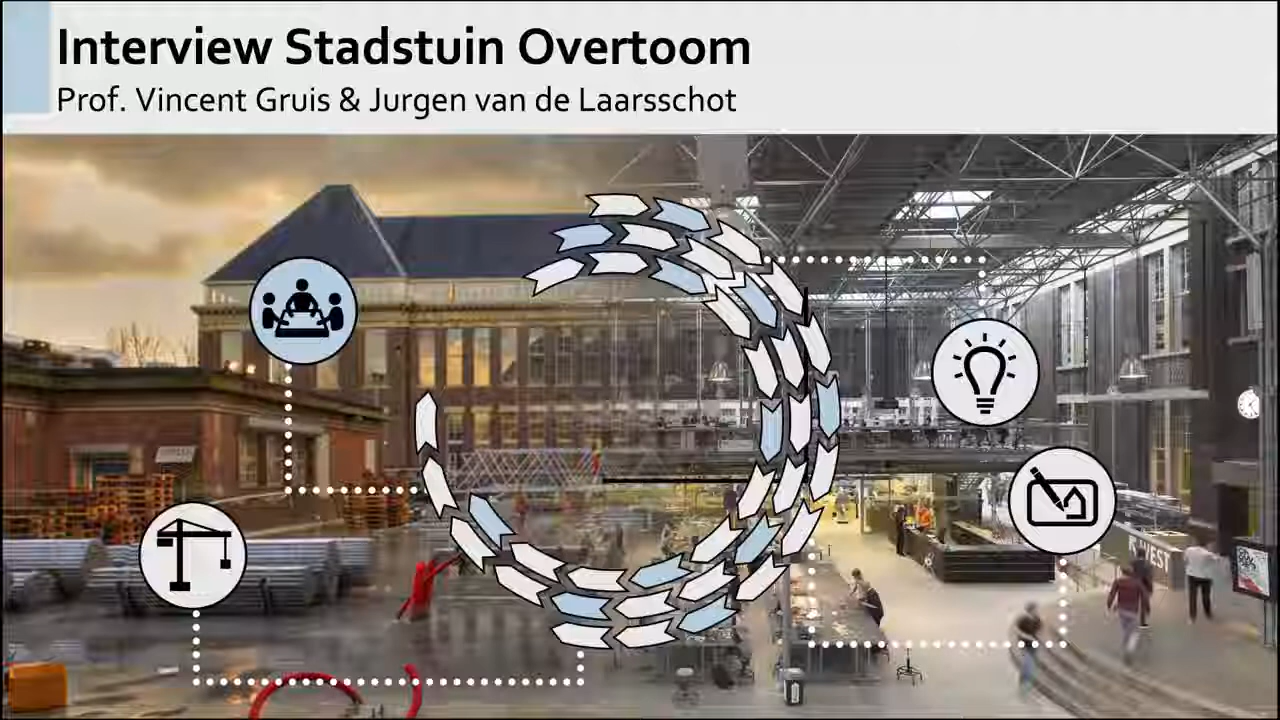 Interview Stadstuin Overtoom
Prof. Vincent Gruis & Jurgen van de Laarsschot